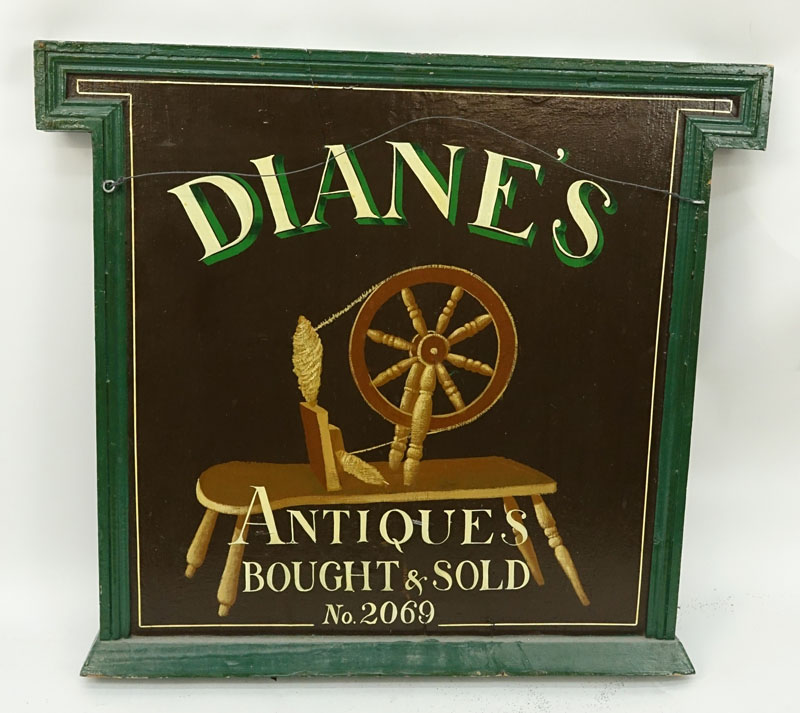 DIANE'S
ANTIQUES
BOUGHT & SOLD
No. 2069